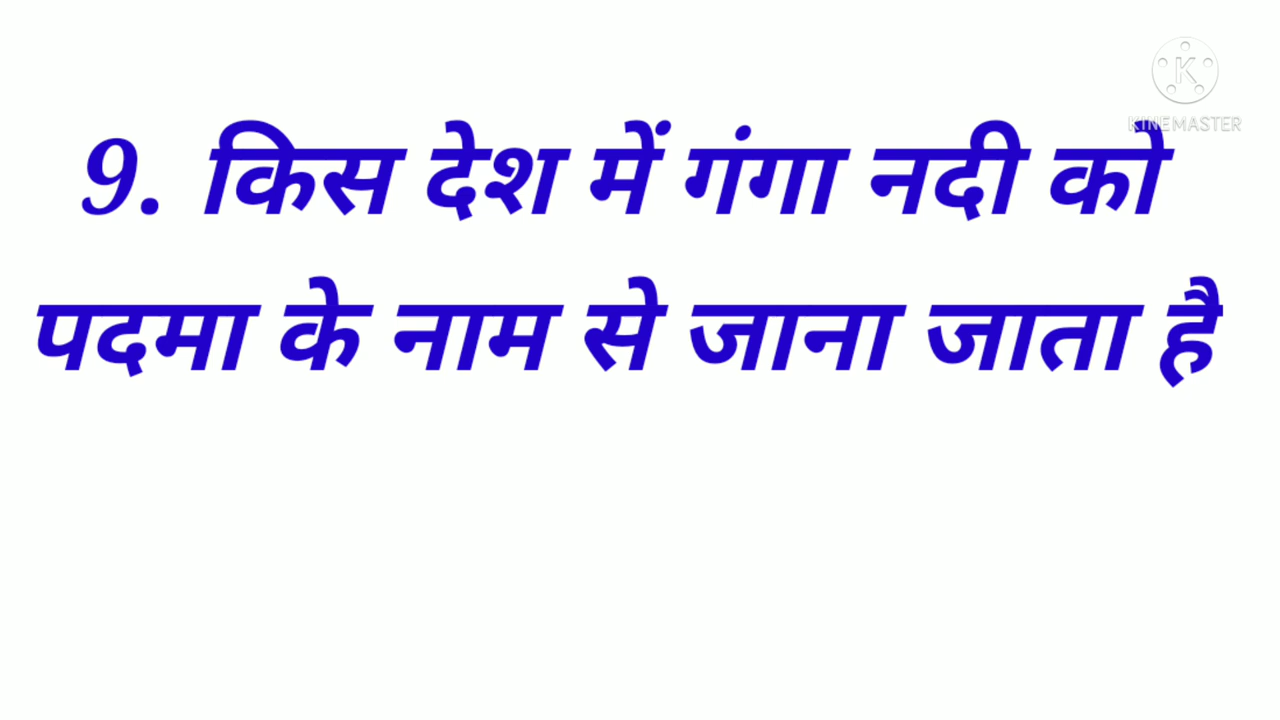 KINEMASTER
9. किस देश में गंगा नदी को
पदमा के नाम से जाना जाता है